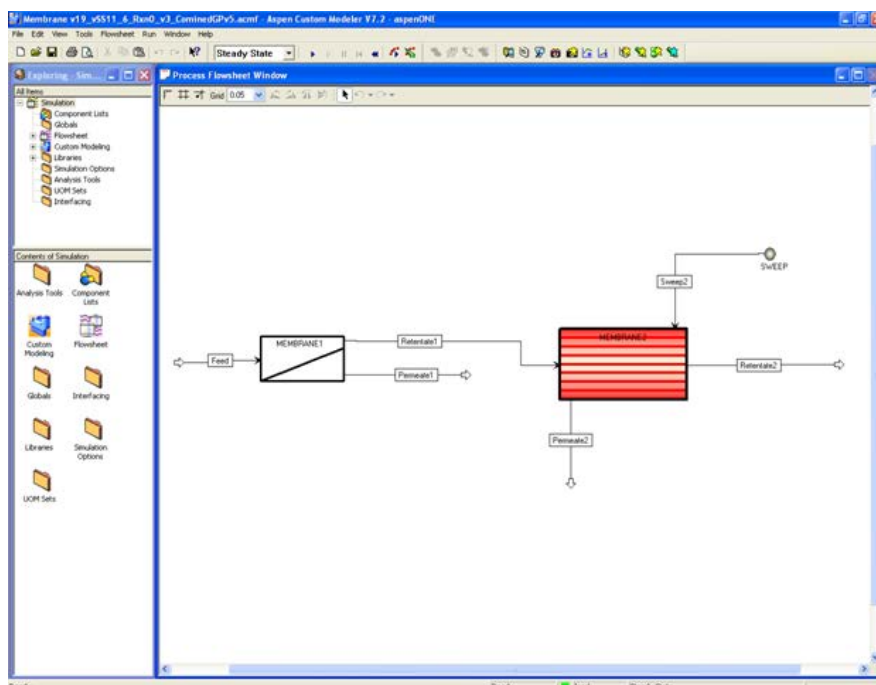 Membrane v19_vSS11_6_Rxn0_v3_CominedGPv5.acmf - Aspen Custom Modeler V7.2 - aspenONE
File Edit View Tools Flowsheet Run Window Help
Steady State
Exploring - Sim...
Process Flowsheet Window
All Items
Grid 0.05
Simulation
Component Lists
Globals
Flowsheet
Custom Modeling
Libraries
Simulation Options
Analysis Tools
UOM Sets
Interfacing
Contents of Simulation
Analysis Tools
Component Lists
Custom Modeling
Flowsheet
Globals
Interfacing
Libraries
Simulation Options
UOM Sets
SWEEP
Sweep2
MEMBRANE1
Retentate1
MEMBRANE2
Feed
Permeate1
Retentate2
Permeate2